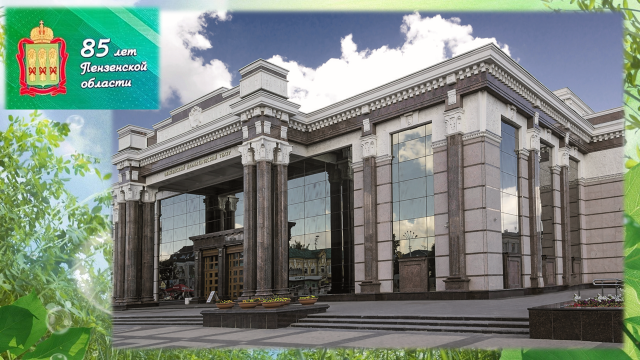 85 лет
Пензенской
области